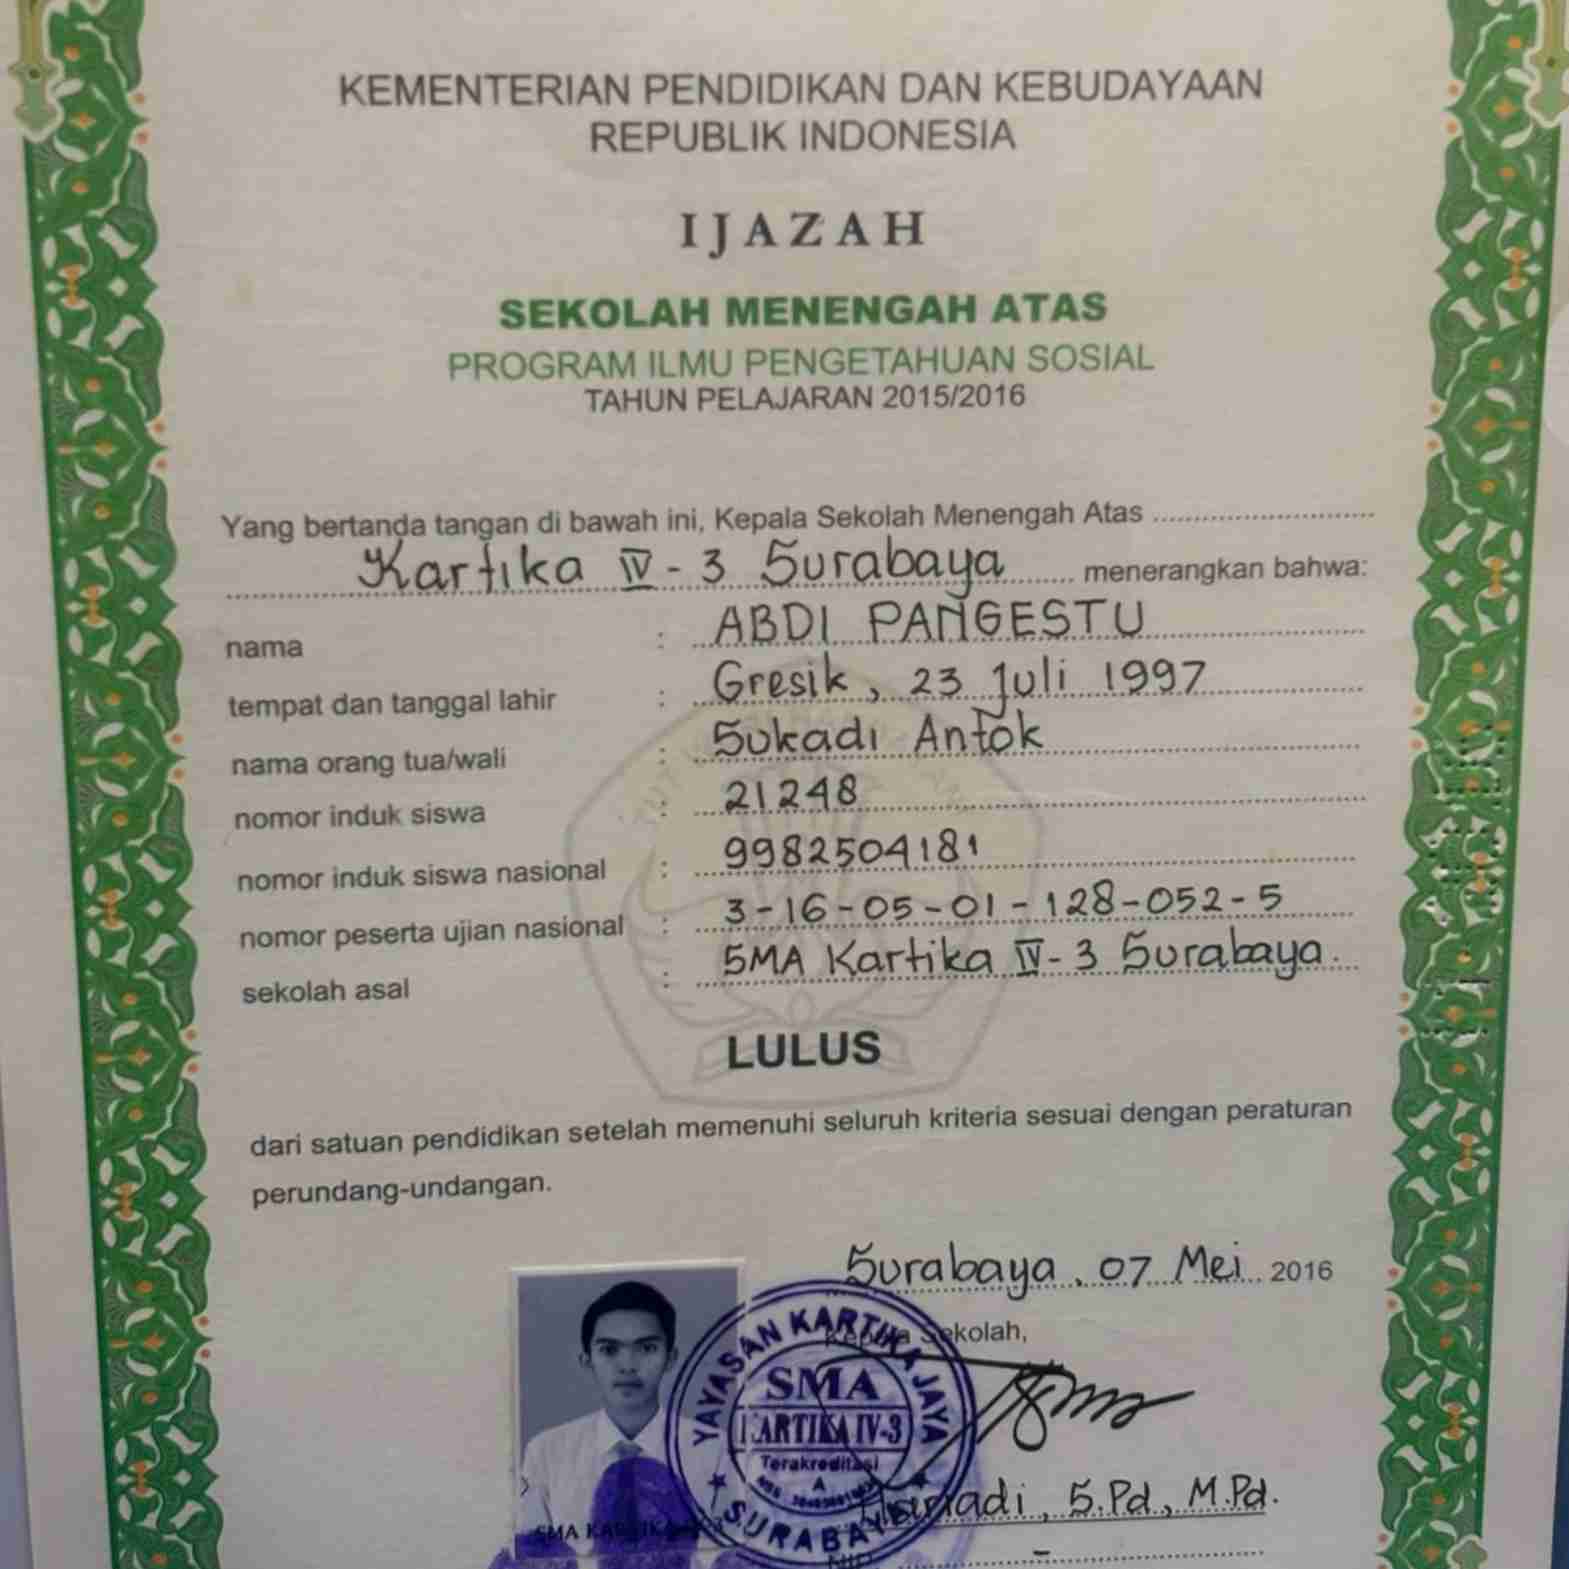 KEMENTERIAN PENDIDIKAN DAN KEBUDAYAAN
REPUBLIK INDONESIA
IJAZAH
SEKOLAH MENENGAH ATAS
PROGRAM ILMU PENGETAHUAN SOSIAL
TAHUN PELAJARAN 2015/2016
Yang bertanda tangan di bawah ini, Kepala Sekolah Menengah Atas
Kartika IV - 3 Surabaya menerangkan bahwa:
nama : ABDI PANGESTU
tempat dan tanggal lahir : Gresik, 23 Juli 1997
nama orang tua/wali : Sukadi Antok
nomor induk siswa : 21248
nomor induk siswa nasional : 9982504181
nomor peserta ujian nasional : 3-16-05-01-128-052-5
sekolah asal : SMA Kartika IV-3 Surabaya.
LULUS
dari satuan pendidikan setelah memenuhi seluruh kriteria sesuai dengan peraturan
perundang-undangan.
Surabaya, 07 Mei 2016
Kepala Sekolah,
YAYASAN KARTIKA JAYA
SMA
KARTIKA IV-3
Terakreditasi
A
SURABAYA
S.Pd, M.Pd.
SMA
NIP -